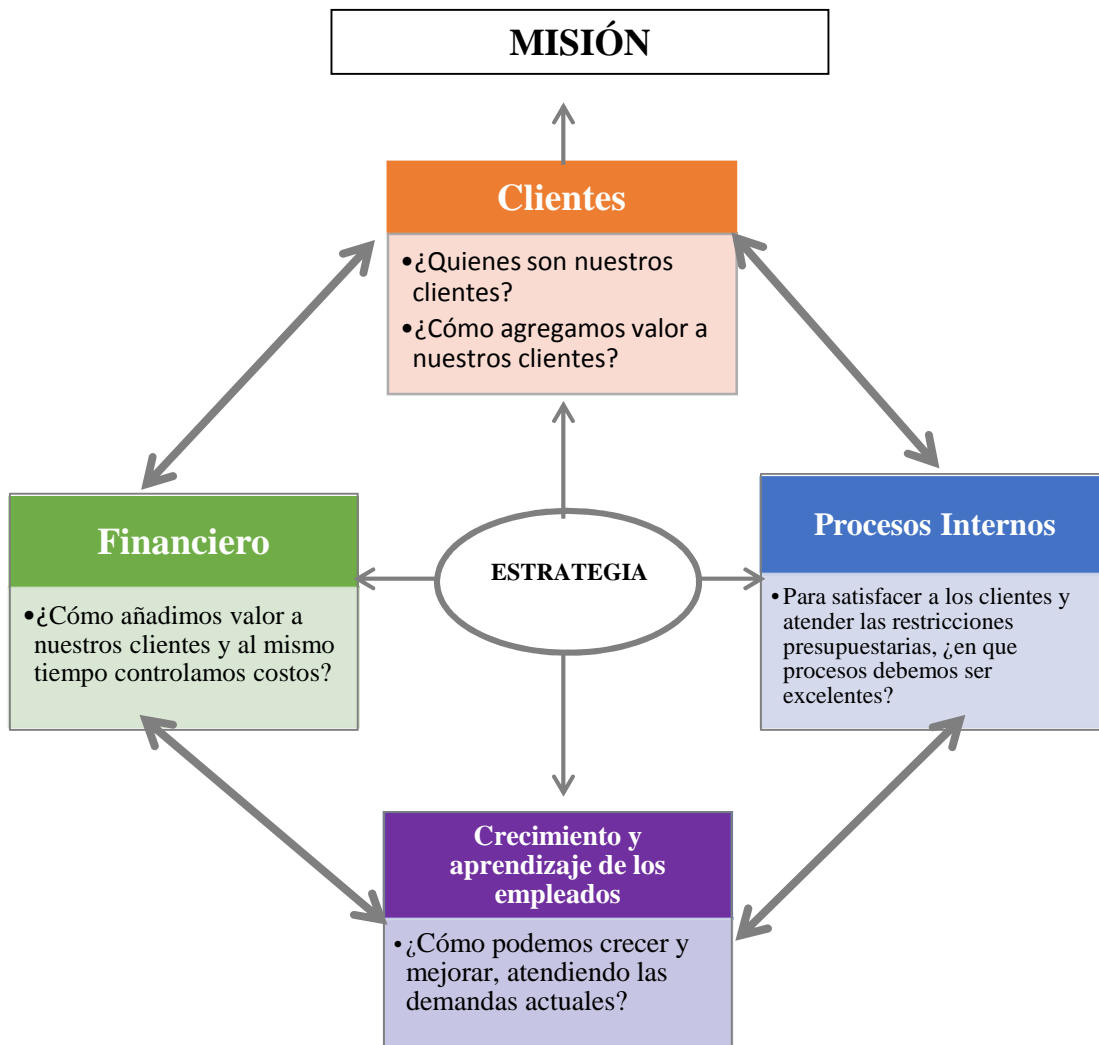 MISIÓN
Clientes
•¿Quienes son nuestros
clientes?
•¿Cómo agregamos valor a
nuestros clientes?
Financiero
•¿Cómo añadimos valor a
nuestros clientes y al mismo
tiempo controlamos costos?
ESTRATEGIA
Procesos Internos
• Para satisfacer a los clientes y
atender las restricciones
presupuestarias, ¿en que
procesos debemos ser
excelentes?
Crecimiento y
aprendizaje de los
empleados
• ¿Cómo podemos crecer y
mejorar, atendiendo las
demandas actuales?